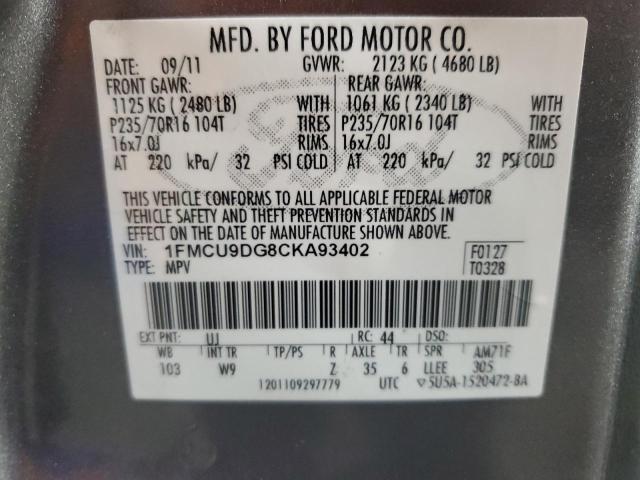 MFD. BY FORD MOTOR CO.
DATE: 09/11 GVWR: 2123 KG ( 4680 LB)
FRONT GAWR: REAR GAWR:
1125 KG ( 2480 LB) WITH 1061 KG ( 2340 LB) WITH
P235/70R16 104T TIRES P235/70R16 104T TIRES
16x7.0J RIMS 16x7.0J RIMS
AT 220 kPa/ 32 PSI COLD AT 220 kPa/ 32 PSI COLD
THIS VEHICLE CONFORMS TO ALL APPLICABLE FEDERAL MOTOR
VEHICLE SAFETY AND THEFT PREVENTION STANDARDS IN
EFFECT ON THE DATE OF MANUFACTURE SHOWN ABOVE.
VIN: 1FMCU9DG8CKA93402 F0127
TYPE: MPV T0328
EXT PNT: UJ RC: 44 DSO:
WB INT TR TP/PS R AXLE TR SPR AM71F
103 W9 Z 35 6 LLEE 305
1201109297779 UTC ▽5U5A-1520472-BA